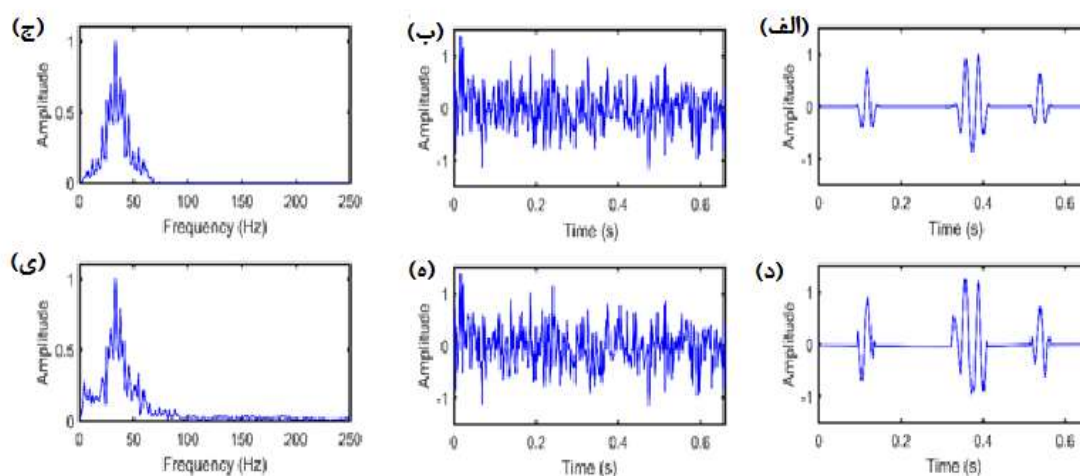 (ج)
Amplitude
1
0.5
0
0 50 100 150 200 250
Frequency (Hz)
(ب)
Amplitude
1
0
-1
0 0.2 0.4 0.6
Time (s)
(الف)
Amplitude
1
0
-1
0 0.2 0.4 0.6
Time (s)
(ی)
Amplitude
1
0.5
0
0 50 100 150 200 250
Frequency (Hz)
(ه)
Amplitude
1
0
-1
0 0.2 0.4 0.6
Time (s)
(د)
Amplitude
1
0
-1
0 0.2 0.4 0.6
Time (s)